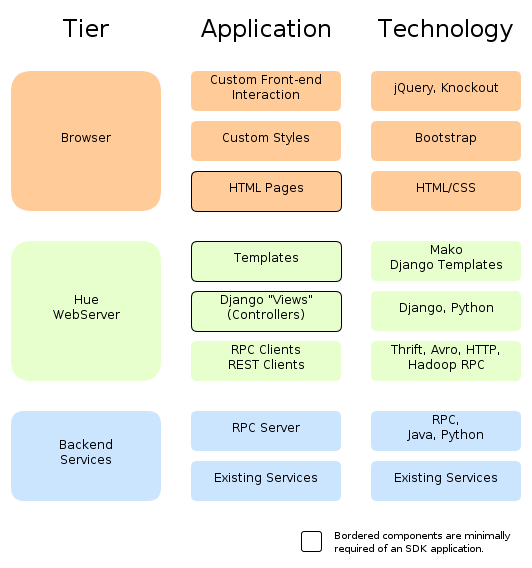 Tier
Application
Technology
Browser
Custom Front-end
Interaction
jQuery, Knockout
Custom Styles
Bootstrap
HTML Pages
HTML/CSS
Hue
WebServer
Templates
Mako
Django Templates
Django "Views"
(Controllers)
Django, Python
RPC Clients
REST Clients
Thrift, Avro, HTTP,
Hadoop RPC
Backend
Services
RPC Server
RPC,
Java, Python
Existing Services
Existing Services
Bordered components are minimally
required of an SDK application.